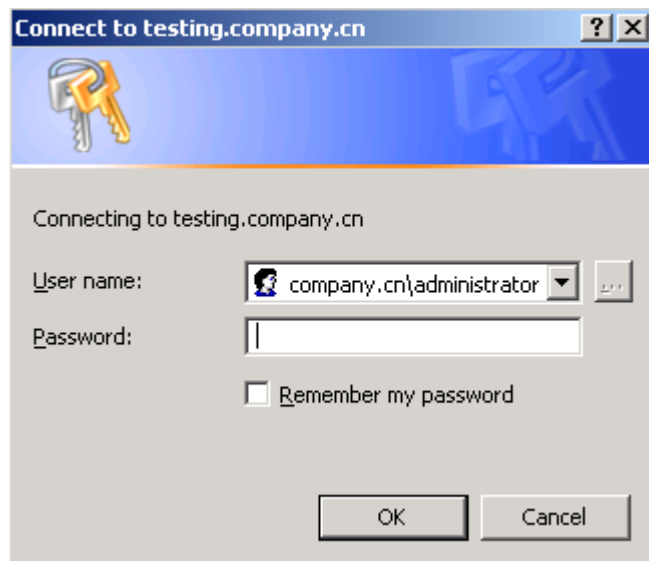 Connect to testing.company.cn
Connecting to testing.company.cn
User name: company.cn\administrator ...
Password:
Remember my password
OK Cancel